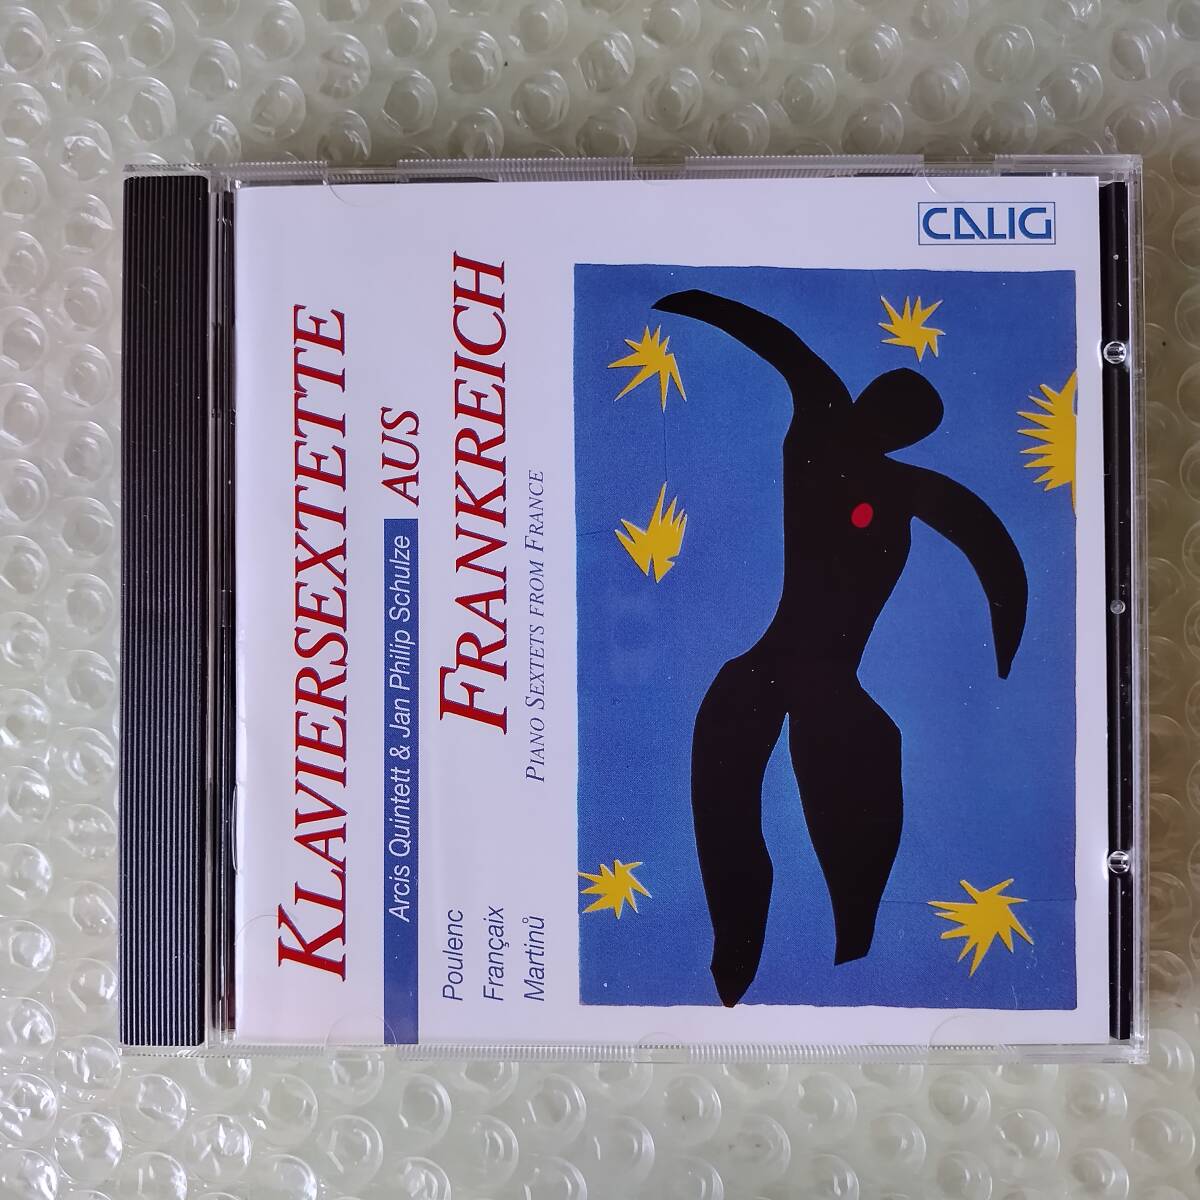 KLAVIERSEXTETTE
AUS
Arcis Quintett & Jan Philip Schulze
FRANKREICH
PIANO SEXTETS FROM FRANCE
Poulenc
Françaix
Martinů
CALIG